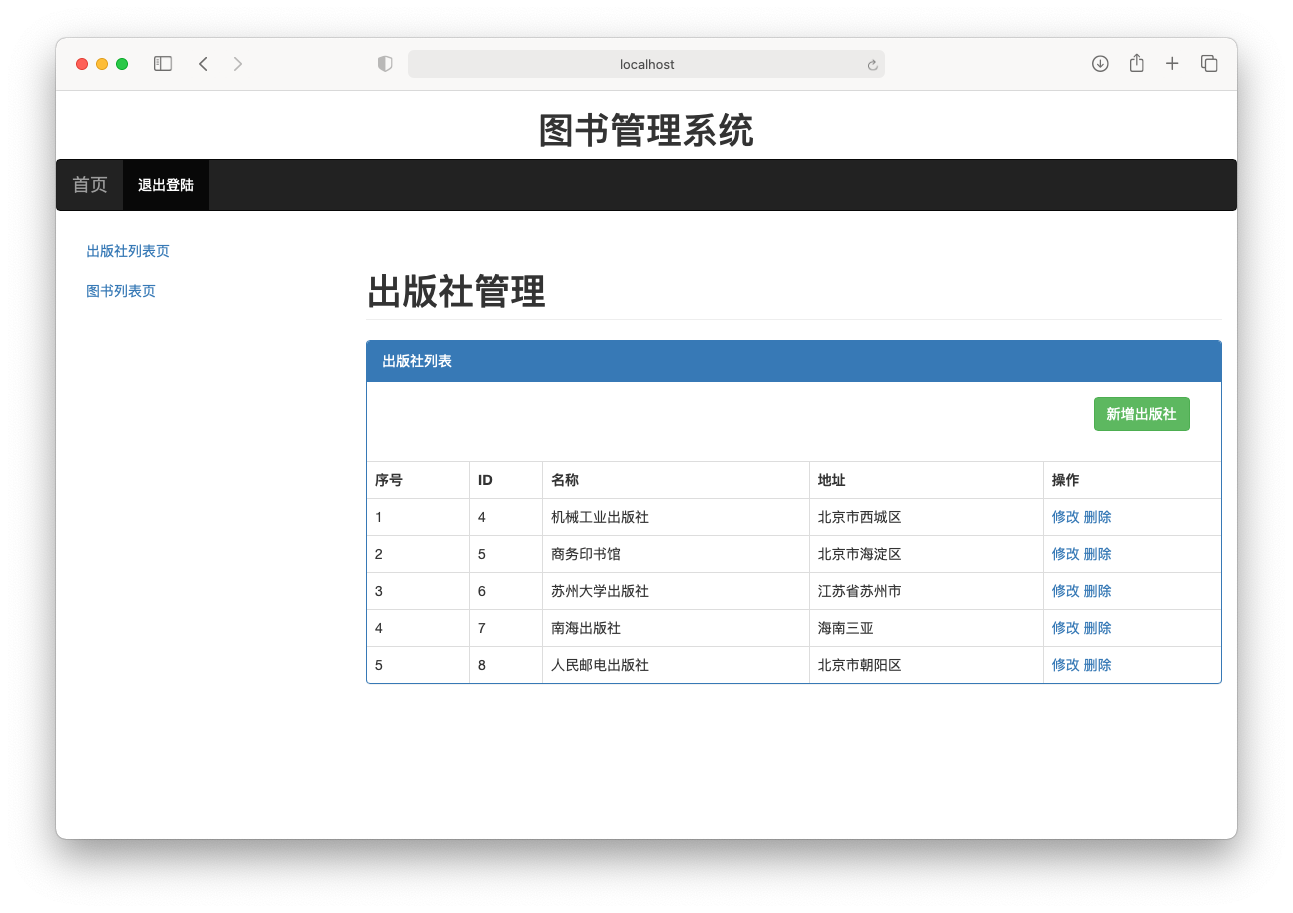 localhost
图书管理系统
首页 退出登陆
出版社列表页
图书列表页
出版社管理
出版社列表
新增出版社
序号 ID 名称 地址 操作
1 4 机械工业出版社 北京市西城区 修改 删除
2 5 商务印书馆 北京市海淀区 修改 删除
3 6 苏州大学出版社 江苏省苏州市 修改 删除
4 7 南海出版社 海南三亚 修改 删除
5 8 人民邮电出版社 北京市朝阳区 修改 删除